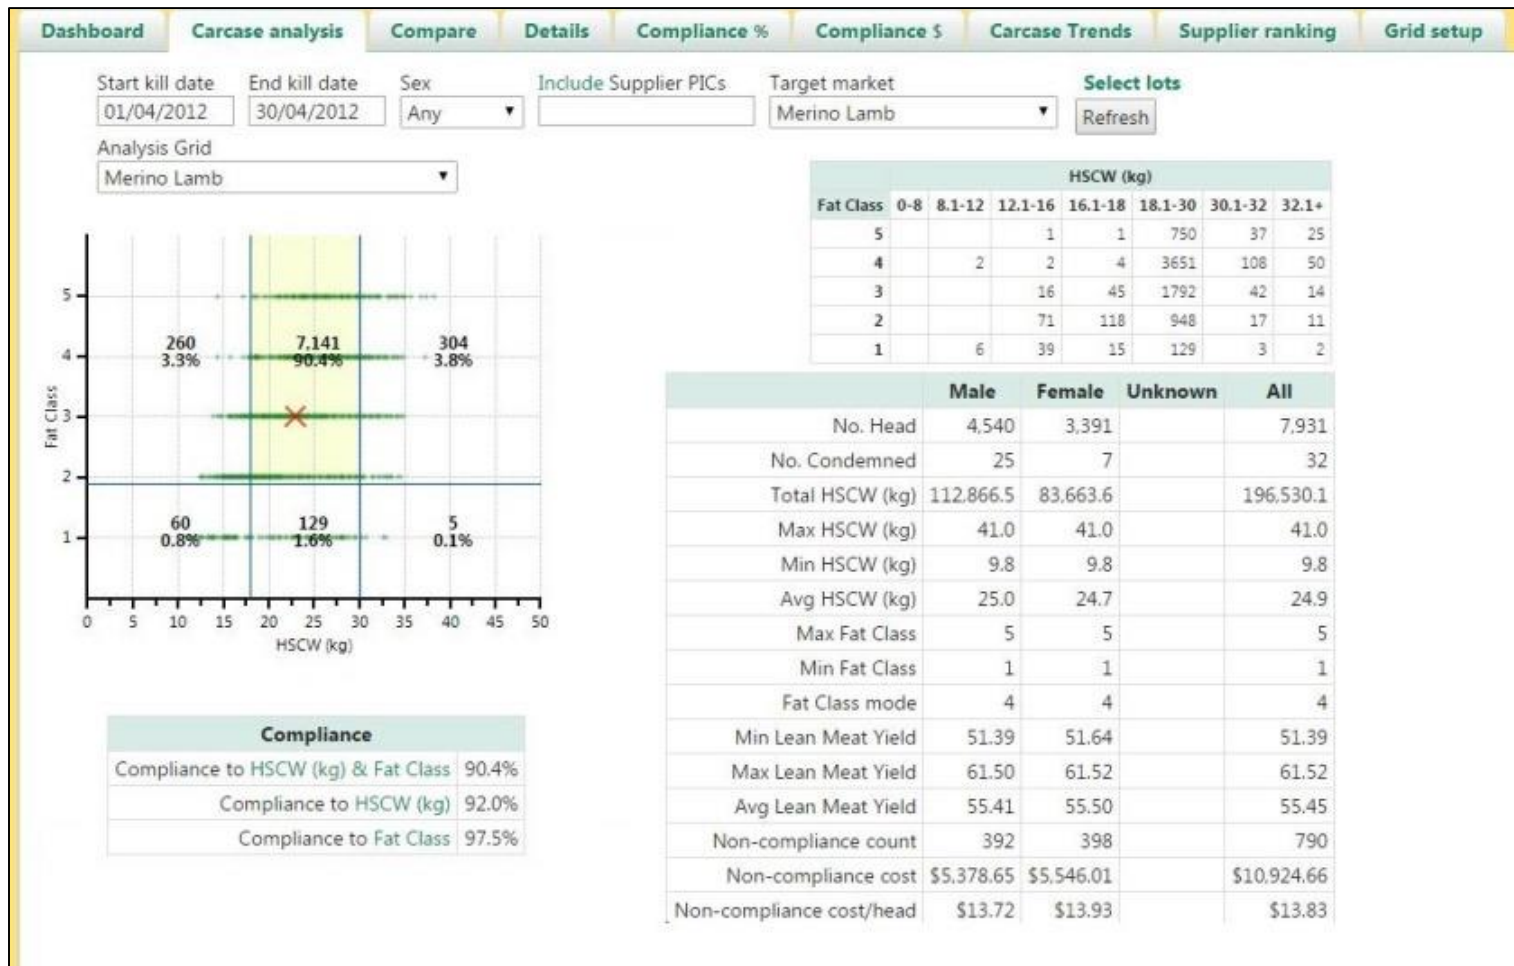 Dashboard Carcase analysis Compare Details Compliance % Compliance $ Carcase Trends Supplier ranking Grid setup
Start kill date End kill date Sex Include Supplier PICs Target market Select lots
01/04/2012 30/04/2012 Any Merino Lamb Refresh
Analysis Grid
Merino Lamb
HSCW (kg)
Fat Class 0-8 8.1-12 12.1-16 16.1-18 18.1-30 30.1-32 32.1+
5 1 1 750 37 25
4 2 2 4 3651 108 50
3 16 45 1792 42 14
2 71 118 948 17 11
1 6 39 15 129 3 2
Fat Class
5
4
3
2
1
260 7,141 304
3.3% 90.4% 3.8%
60 129 5
0.8% 1.6% 0.1%
0 5 10 15 20 25 30 35 40 45 50
HSCW (kg)
Compliance
Compliance to HSCW (kg) & Fat Class 90.4%
Compliance to HSCW (kg) 92.0%
Compliance to Fat Class 97.5%
Male Female Unknown All
No. Head 4,540 3,391 7,931
No. Condemned 25 7 32
Total HSCW (kg) 112,866.5 83,663.6 196,530.1
Max HSCW (kg) 41.0 41.0 41.0
Min HSCW (kg) 9.8 9.8 9.8
Avg HSCW (kg) 25.0 24.7 24.9
Max Fat Class 5 5 5
Min Fat Class 1 1 1
Fat Class mode 4 4 4
Min Lean Meat Yield 51.39 51.64 51.39
Max Lean Meat Yield 61.50 61.52 61.52
Avg Lean Meat Yield 55.41 55.50 55.45
Non-compliance count 392 398 790
Non-compliance cost $5,378.65 $5,546.01 $10,924.66
Non-compliance cost/head $13.72 $13.93 $13.83